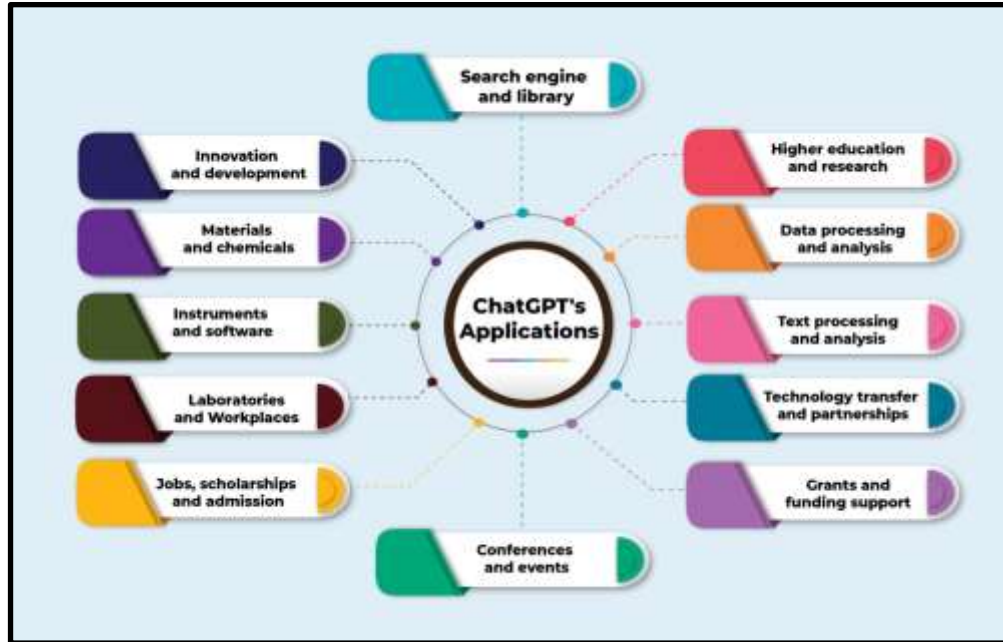 Search engine
and library
Innovation
and development
Materials
and chemicals
Instruments
and software
Laboratories
and Workplaces
Jobs, scholarships
and admission
ChatGPT's
Applications
Higher education
and research
Data processing
and analysis
Text processing
and analysis
Technology transfer
and partnerships
Grants and
funding support
Conferences
and events